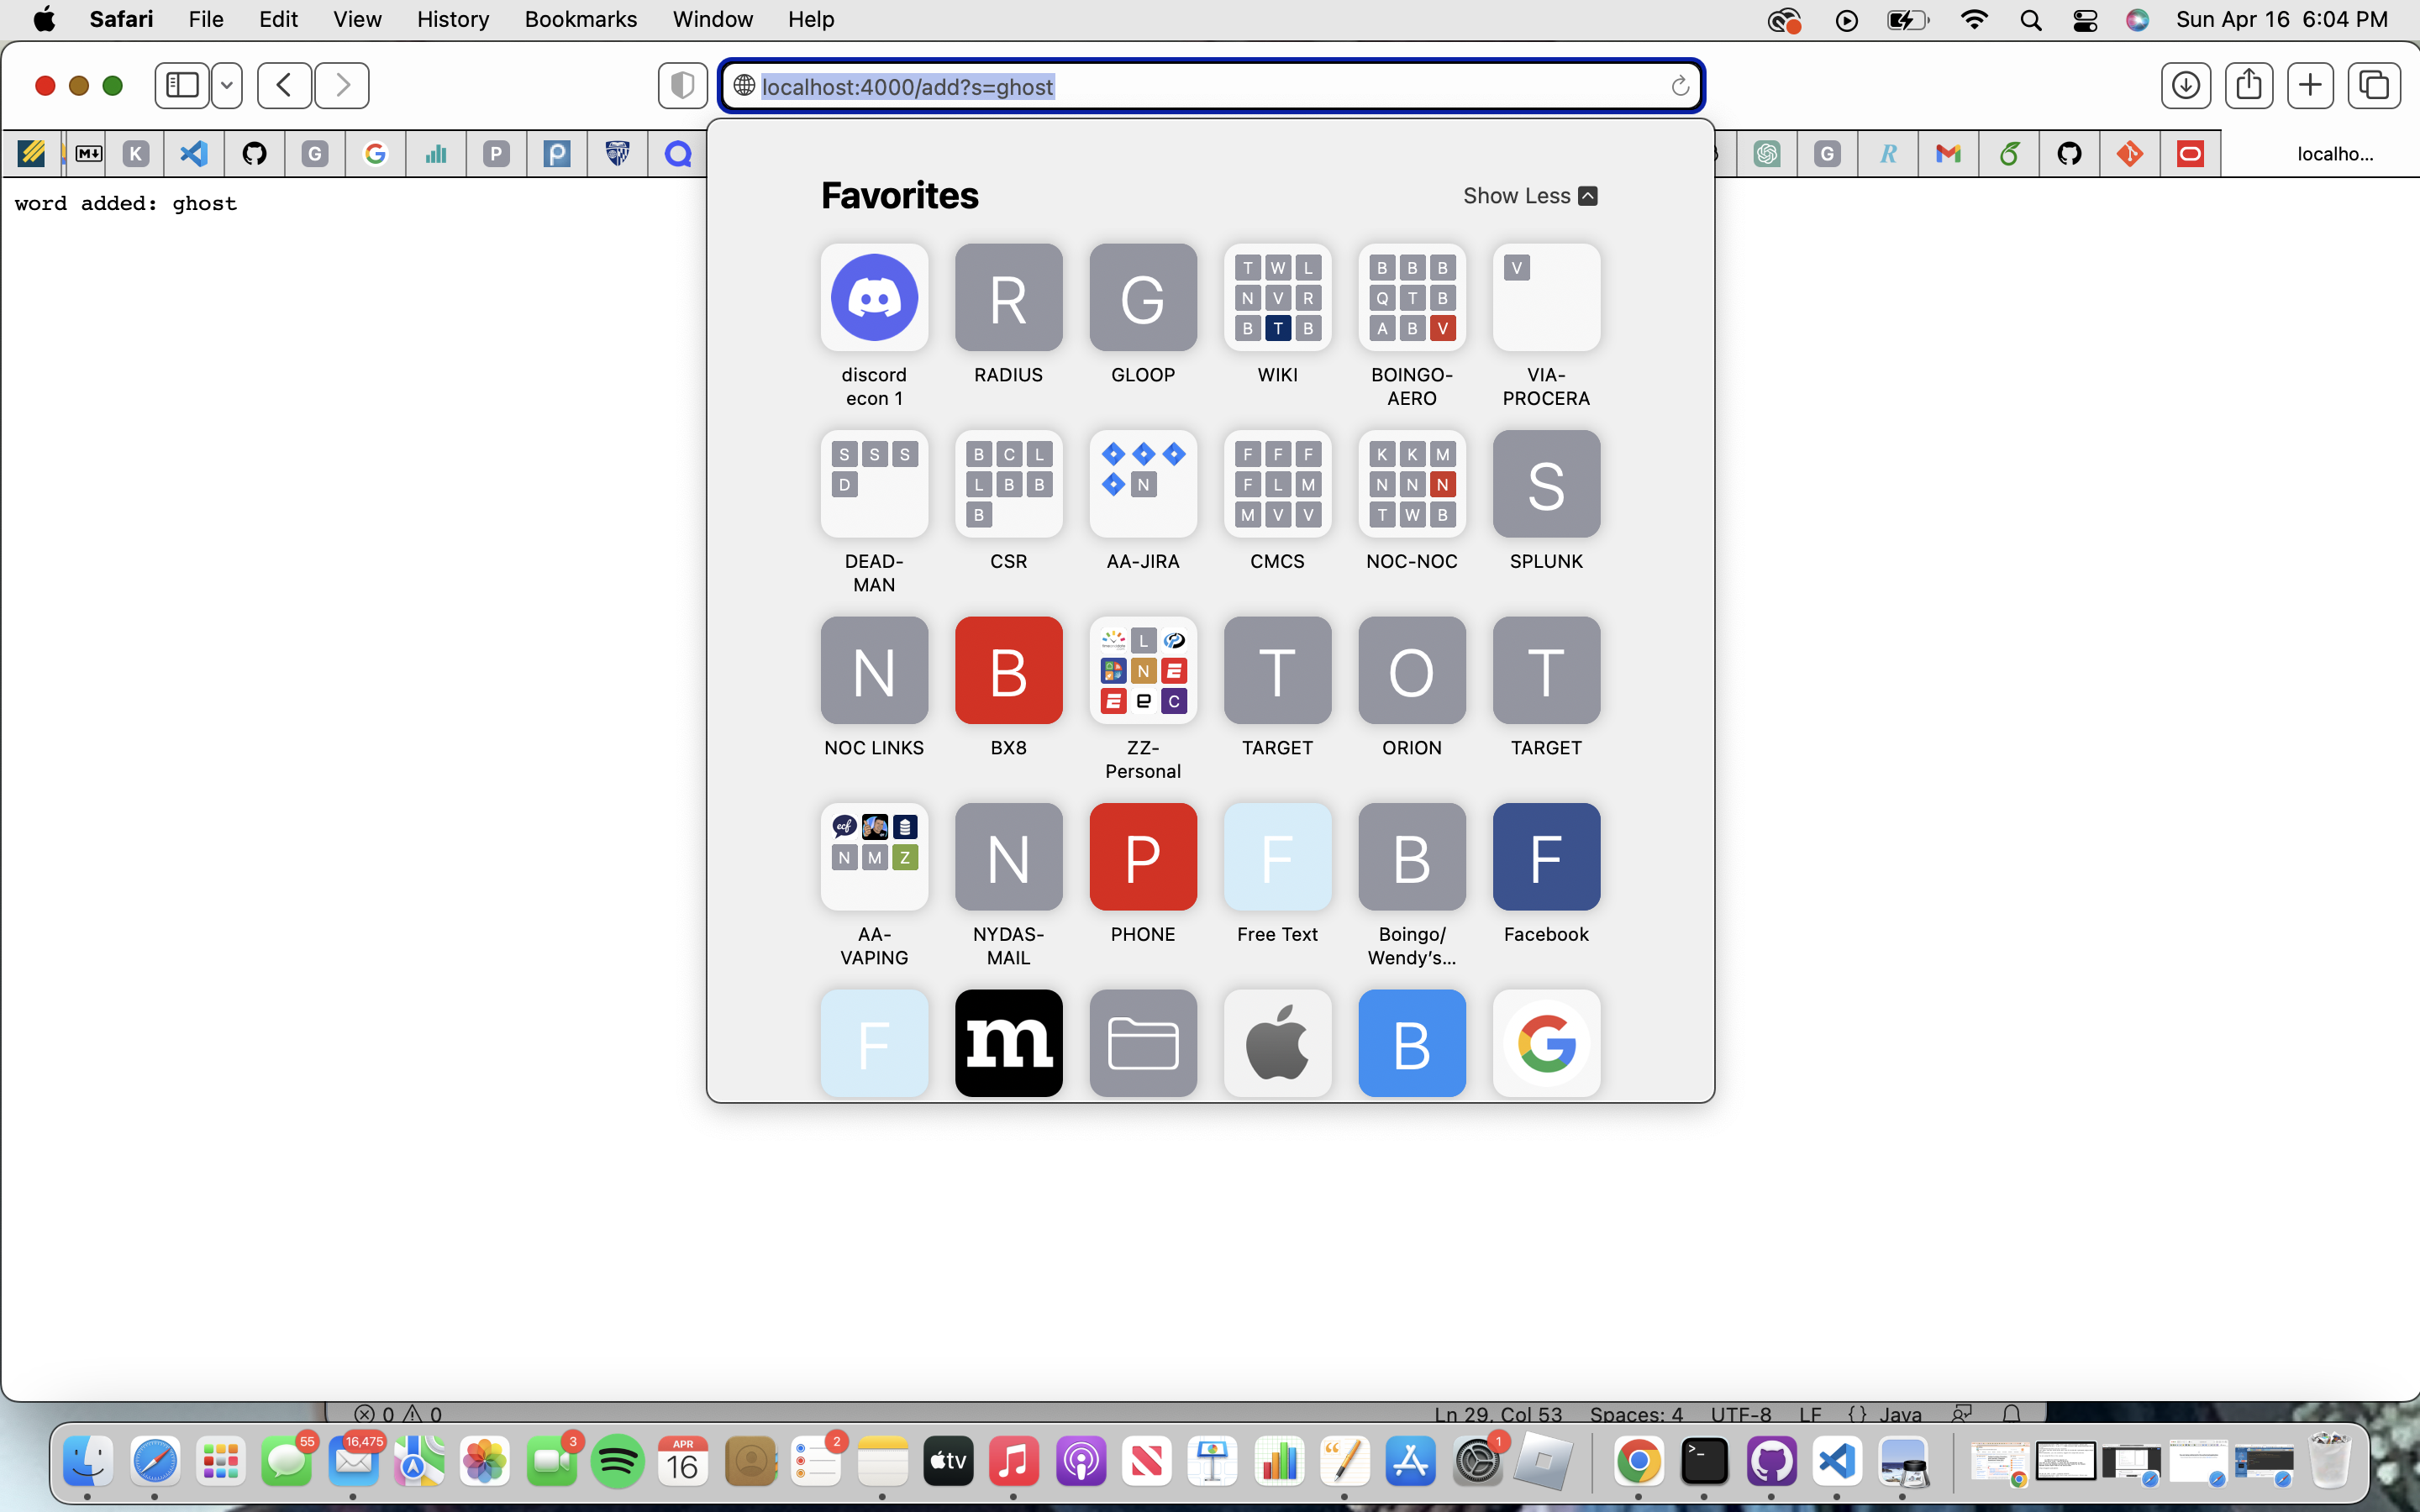 Safari File Edit View History Bookmarks Window Help Sun Apr 16 6:04 PM
localhost:4000/add?s=ghost
M K G G P G R localho...
word added: ghost
Favorites Show Less
R G T W L B B B V
N V R Q T B
B T B A B V
discord RADIUS GLOOP WIKI BOINGO- VIA-
econ 1 AERO PROCERA
S S S B C L F F F K K M S
D L B B N F L M N N N
B M V V T W B
DEAD- CSR AA-JIRA CMCS NOC-NOC SPLUNK
MAN
N B L T O T
N E
E e C
NOC LINKS BX8 ZZ- TARGET ORION TARGET
Personal
ecf N P F B F
N M Z
AA- NYDAS- PHONE Free Text Boingo/ Facebook
VAPING MAIL Wendy's...
F m B G
0 0 Ln 29, Col 53 Spaces: 4 UTF-8 LF {} Java
55 16,475 3 APR 2 tv 1
16